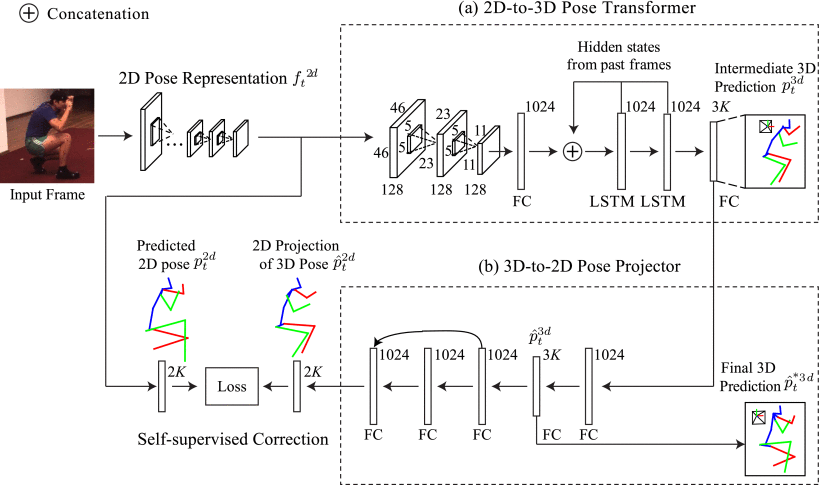 ⊕ Concatenation
(a) 2D-to-3D Pose Transformer
2D Pose Representation $f_t^{2d}$
Input Frame
46
46
128
5
5
23
23
128
5
5
11
11
128
1024
FC
Hidden states
from past frames
1024
LSTM
1024
LSTM
3K
FC
Intermediate 3D
Prediction $p_t^{3d}$
Predicted
2D pose $p_t^{2d}$
2D Projection
of 3D Pose $\hat{p}_t^{2d}$
2K
Loss
2K
Self-supervised Correction
(b) 3D-to-2D Pose Projector
1024
FC
1024
FC
1024
FC
$\hat{p}_t^{3d}$
3K
FC
1024
FC
Final 3D
Prediction $\hat{p}_t^{*3d}$